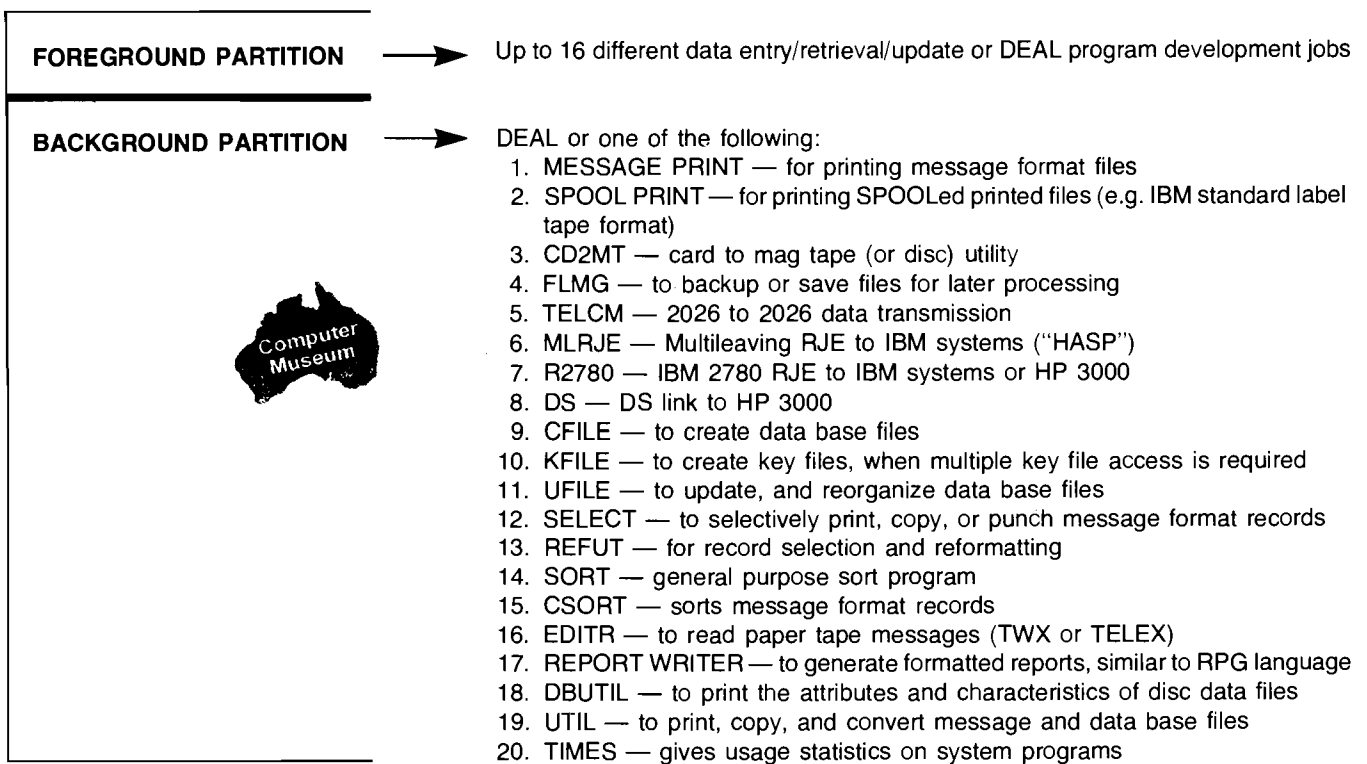 FOREGROUND PARTITION
Up to 16 different data entry/retrieval/update or DEAL program development jobs
BACKGROUND PARTITION
DEAL or one of the following:
1. MESSAGE PRINT — for printing message format files
2. SPOOL PRINT — for printing SPOOLed printed files (e.g. IBM standard label
tape format)
3. CD2MT — card to mag tape (or disc) utility
4. FLMG — to backup or save files for later processing
5. TELCM — 2026 to 2026 data transmission
6. MLRJE — Multileaving RJE to IBM systems (“HASP”)
7. R2780 — IBM 2780 RJE to IBM systems or HP 3000
8. DS — DS link to HP 3000
9. CFILE — to create data base files
10. KFILE — to create key files, when multiple key file access is required
11. UFILE — to update, and reorganize data base files
12. SELECT — to selectively print, copy, or punch message format records
13. REFUT — for record selection and reformatting
14. SORT — general purpose sort program
15. CSORT — sorts message format records
16. EDITR — to read paper tape messages (TWX or TELEX)
17. REPORT WRITER — to generate formatted reports, similar to RPG language
18. DBUTIL — to print the attributes and characteristics of disc data files
19. UTIL — to print, copy, and convert message and data base files
20. TIMES — gives usage statistics on system programs
Computer
Museum